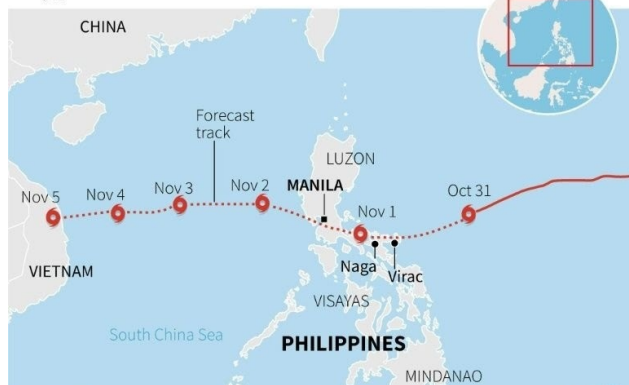 CHINA
Forecast
track
LUZON
Nov 5
Nov 4
Nov 3
Nov 2
MANILA
Oct 31
Nov 1
VIETNAM
Naga
Virac
VISAYAS
South China Sea
PHILIPPINES
MINDANAO